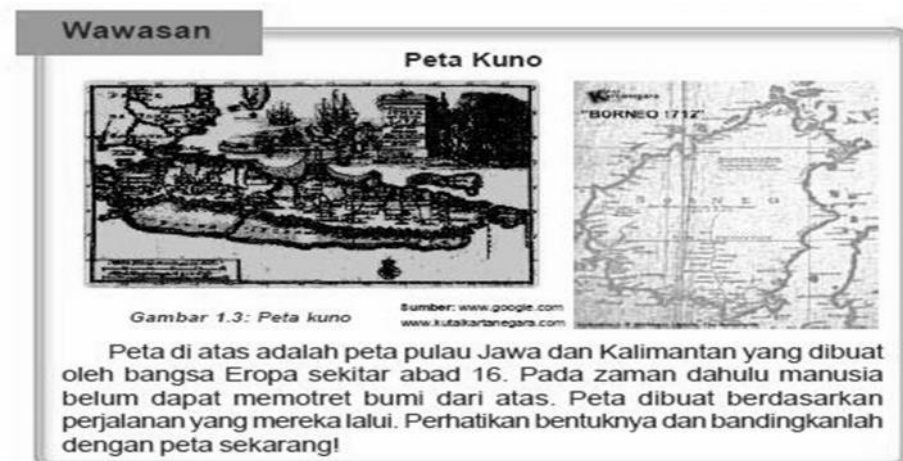 Wawasan
Peta Kuno
"BORNEO 1712"
B O R N E O
Gambar 1.3: Peta kuno
Sumber: www.google.com
www.kutaikartanegara.com
Peta di atas adalah peta pulau Jawa dan Kalimantan yang dibuat
oleh bangsa Eropa sekitar abad 16. Pada zaman dahulu manusia
belum dapat memotret bumi dari atas. Peta dibuat berdasarkan
perjalanan yang mereka lalui. Perhatikan bentuknya dan bandingkanlah
dengan peta sekarang!